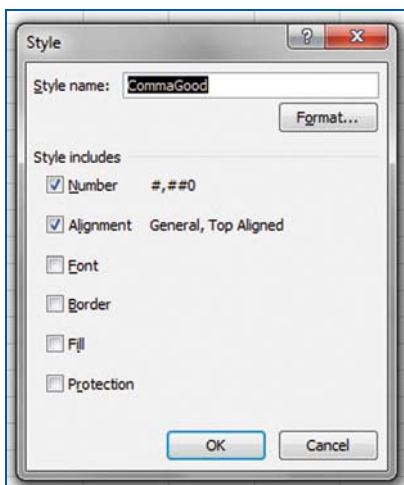 Style
Style name: CommaGood
Format...
Style includes
Number #,##0
Alignment General, Top Aligned
Font
Border
Fill
Protection
OK Cancel